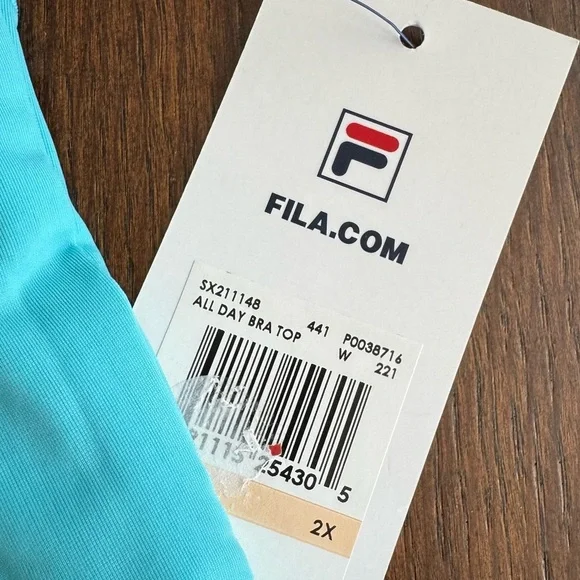 FILA.COM
SX211148 441 P0038716
ALL DAY BRA TOP W 221
25430 5
2X